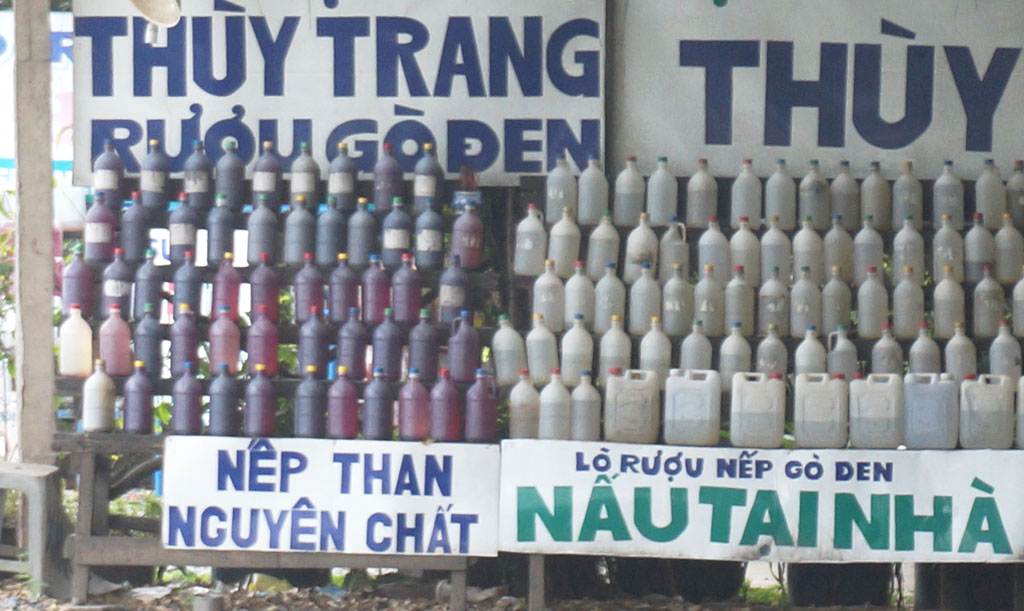 THÙY TRANG
RƯỢU GÒ ĐEN
THÙY
NẾP THAN
NGUYÊN CHẤT
LÒ RƯỢU NẾP GÒ ĐEN
NẤU TẠI NHÀ